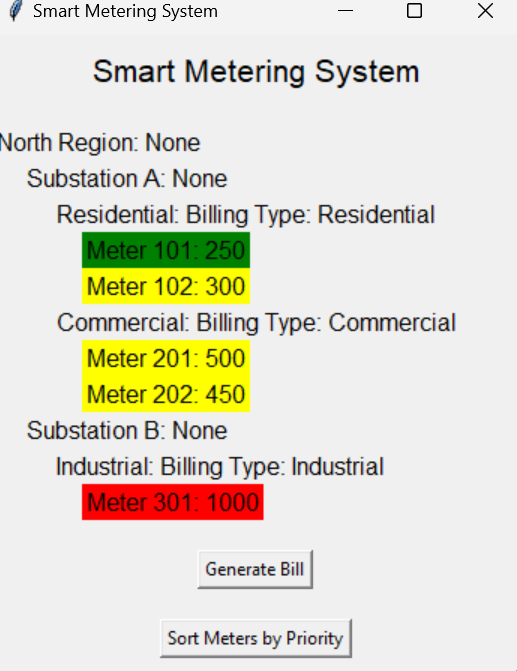 Smart Metering System
Smart Metering System
North Region: None
Substation A: None
Residential: Billing Type: Residential
Meter 101: 250
Meter 102: 300
Commercial: Billing Type: Commercial
Meter 201: 500
Meter 202: 450
Substation B: None
Industrial: Billing Type: Industrial
Meter 301: 1000
Generate Bill
Sort Meters by Priority